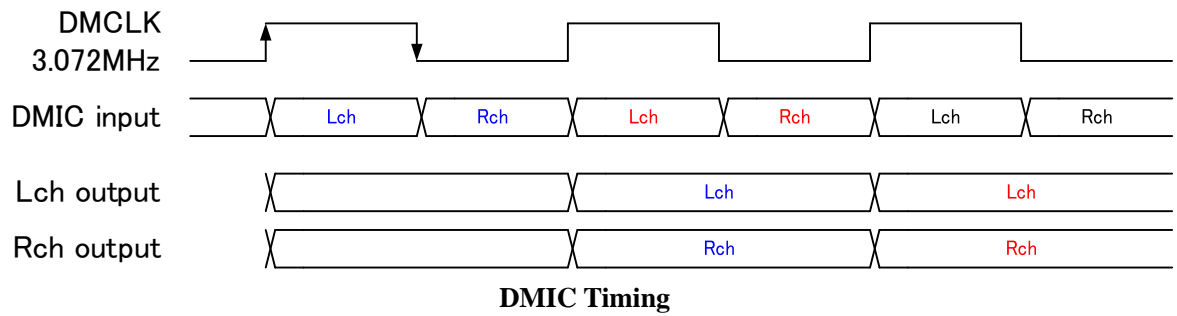 DMCLK
3.072MHz
DMIC input Lch Rch Lch Rch Lch Rch
Lch output Lch Lch
Rch output Rch Rch
DMIC Timing